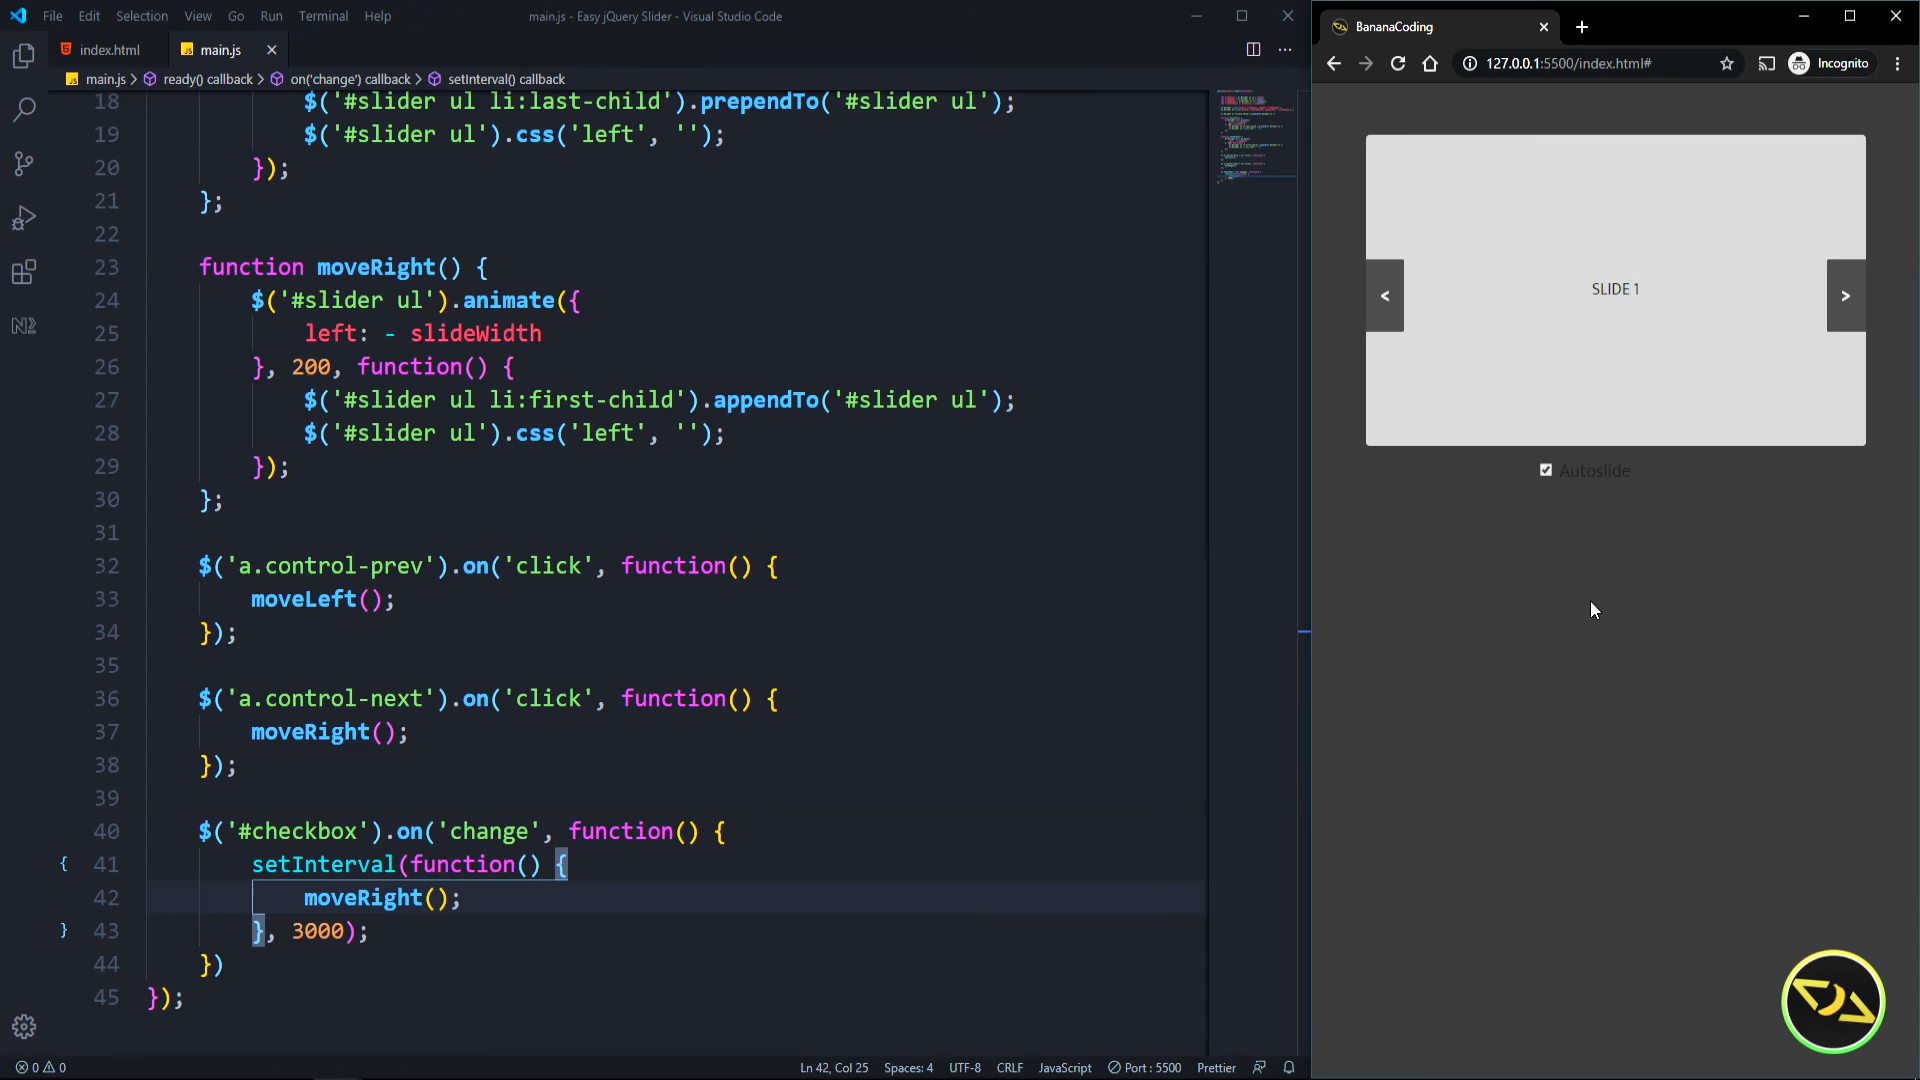 File Edit Selection View Go Run Terminal Help
main.js - Easy jQuery Slider - Visual Studio Code
index.html
JS main.js
JS main.js > ready() callback > on('change') callback > setInterval() callback
18 $('#slider ul li:last-child').prependTo('#slider ul');
19 $('#slider ul').css('left', '');
20 });
21 };
22
23 function moveRight() {
24 $('#slider ul').animate({
25 left: - slideWidth
26 }, 200, function() {
27 $('#slider ul li:first-child').appendTo('#slider ul');
28 $('#slider ul').css('left', '');
29 });
30 };
31
32 $('a.control-prev').on('click', function() {
33 moveLeft();
34 });
35
36 $('a.control-next').on('click', function() {
37 moveRight();
38 });
39
40 $('#checkbox').on('change', function() {
{ 41 setInterval(function() {
42 moveRight();
} 43 }, 3000);
44 })
45 });
0 0
Ln 42, Col 25 Spaces: 4 UTF-8 CRLF JavaScript Port : 5500 Prettier
BananaCoding
127.0.0.1:5500/index.html#
Incognito
SLIDE 1
<
>
Autoslide